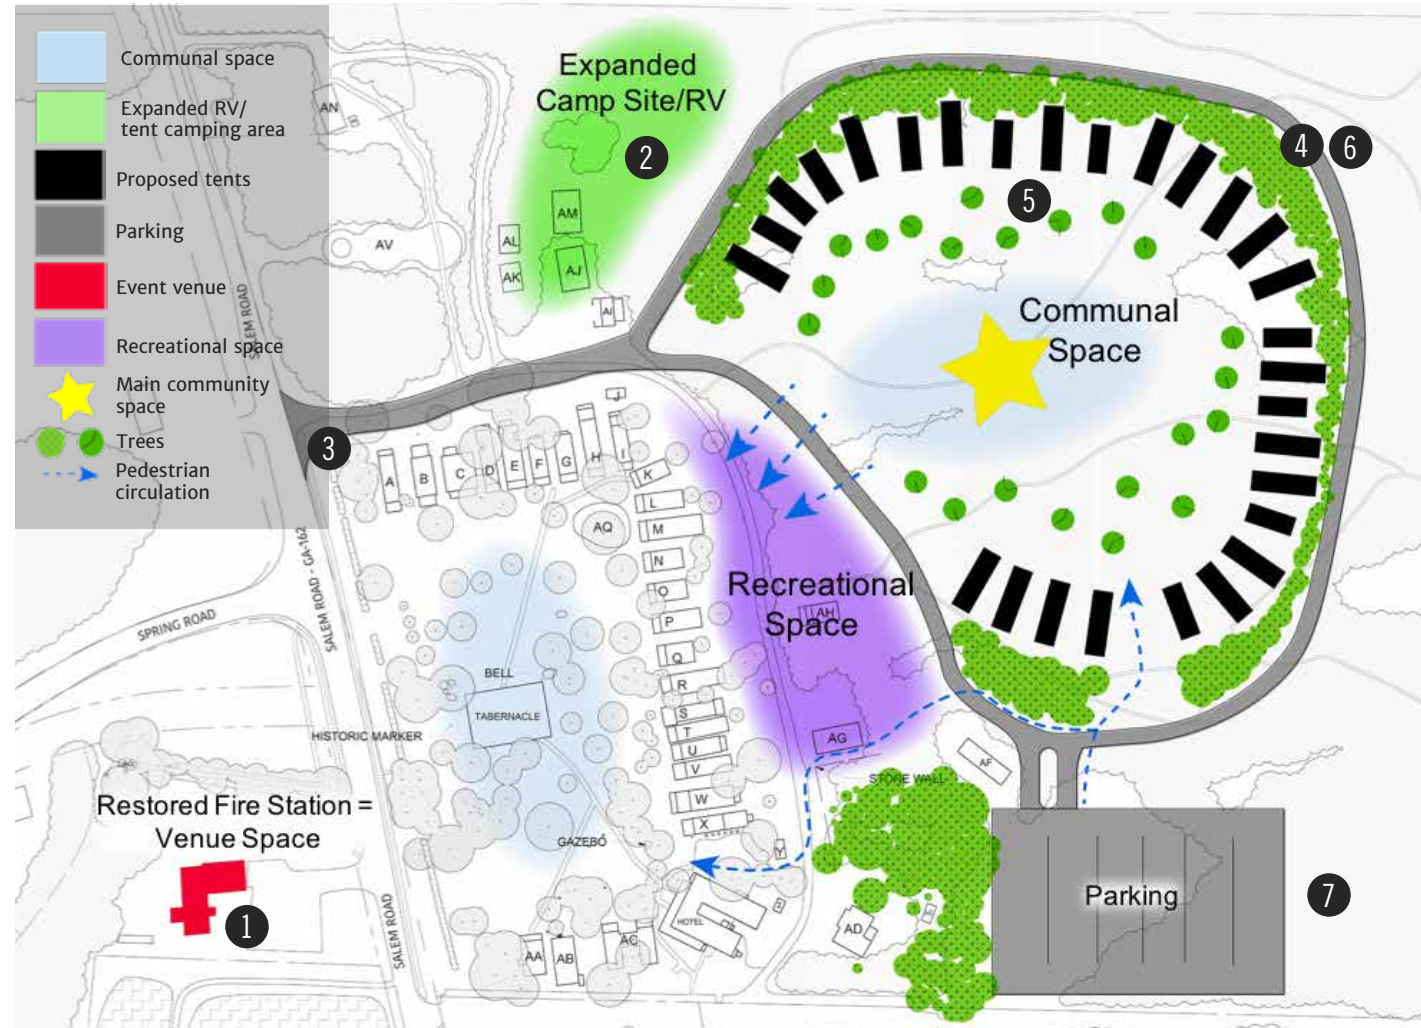 Communal space
Expanded RV/
tent camping area
Proposed tents
Parking
Event venue
Recreational space
Main community
space
Trees
Pedestrian
circulation
SALEM ROAD
AN
AV
Expanded
Camp Site/RV
2
AM
AL
AJ
AK
AI
4
6
5
Communal
Space
3
J
A
B
C
D
E
F
G
H
I
K
L
AQ
M
N
O
P
Q
R
S
T
U
V
W
X
Y
SALEM ROAD - GA-162
SPRING ROAD
Recreational
Space
AH
AG
BELL
TABERNACLE
HISTORIC MARKER
STONE WALL
AF
GAZEBO
Restored Fire Station =
Venue Space
1
SALEM ROAD
HOTEL
AA
AB
AC
AD
Parking
7